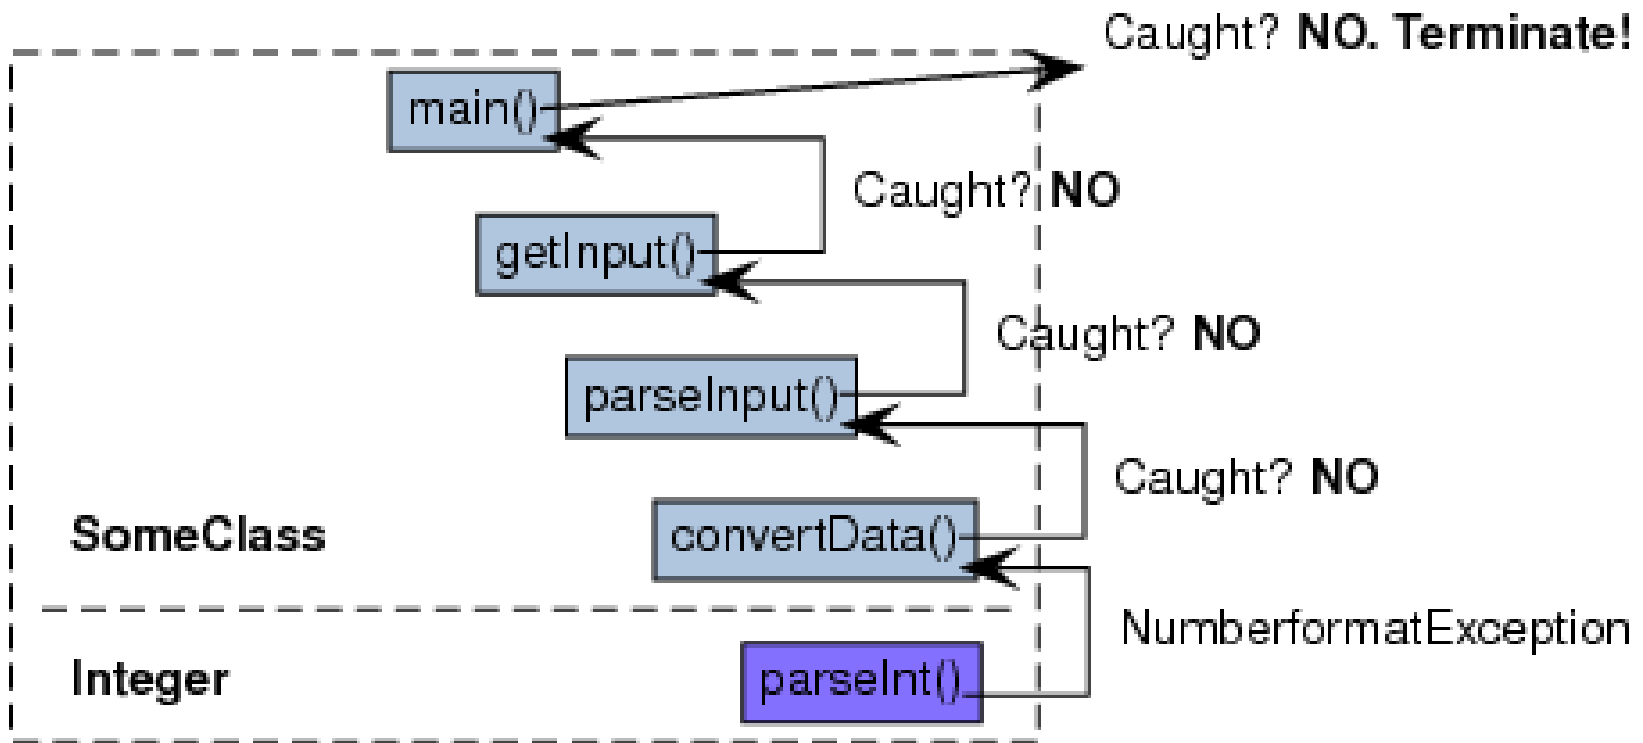 Caught? NO. Terminate!
main()
Caught? NO
getInput()
Caught? NO
parseInput()
Caught? NO
SomeClass
convertData()
NumberformatException
Integer
parseInt()